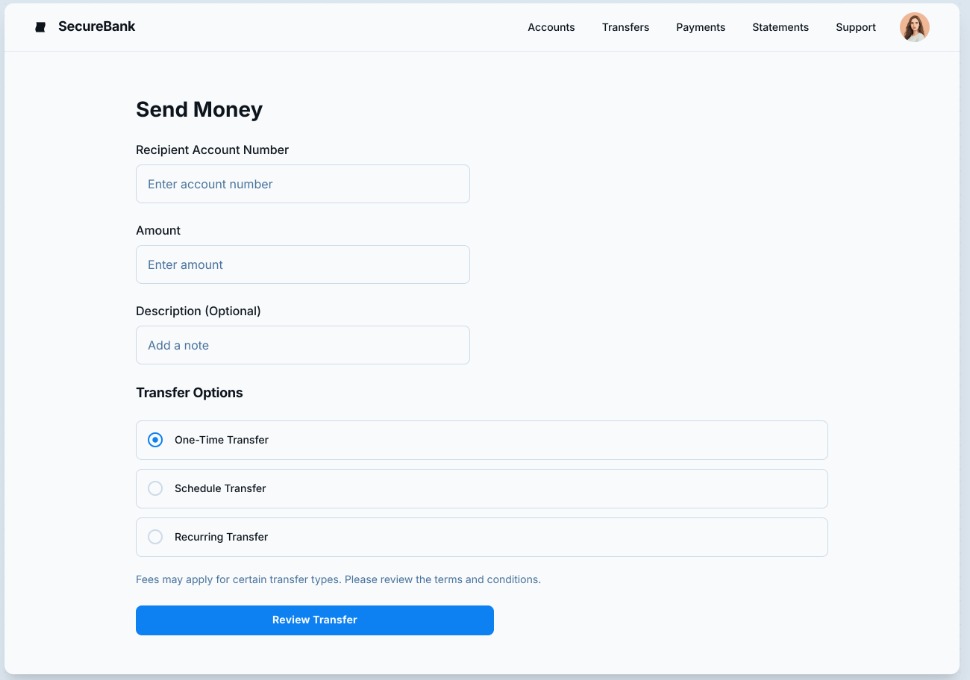 SecureBank
Accounts Transfers Payments Statements Support
Send Money
Recipient Account Number
Enter account number
Amount
Enter amount
Description (Optional)
Add a note
Transfer Options
One-Time Transfer
Schedule Transfer
Recurring Transfer
Fees may apply for certain transfer types. Please review the terms and conditions.
Review Transfer